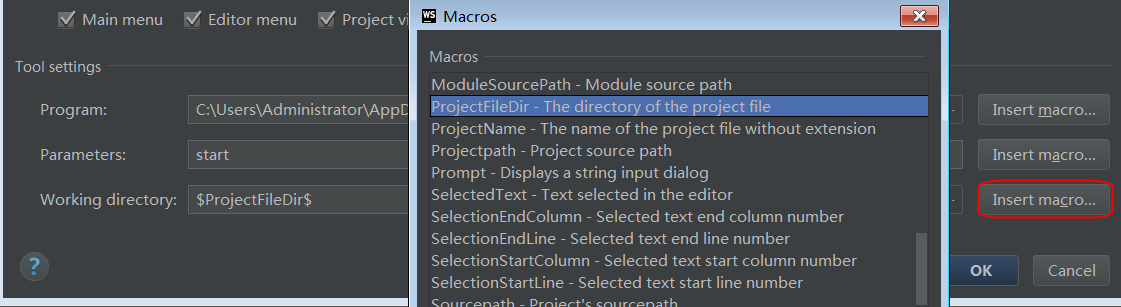 Main menu
Editor menu
Project vi
Tool settings
Program:
C:\Users\Administrator\AppD
Insert macro...
Parameters:
start
Insert macro...
Working directory:
$ProjectFileDir$
Insert macro...
?
OK
Cancel
WS
Macros
Macros
ModuleSourcePath - Module source path
ProjectFileDir - The directory of the project file
ProjectName - The name of the project file without extension
Projectpath - Project source path
Prompt - Displays a string input dialog
SelectedText - Text selected in the editor
SelectionEndColumn - Selected text end column number
SelectionEndLine - Selected text end line number
SelectionStartColumn - Selected text start column number
SelectionStartLine - Selected text start line number
Sourcepath - Project's sourcepath